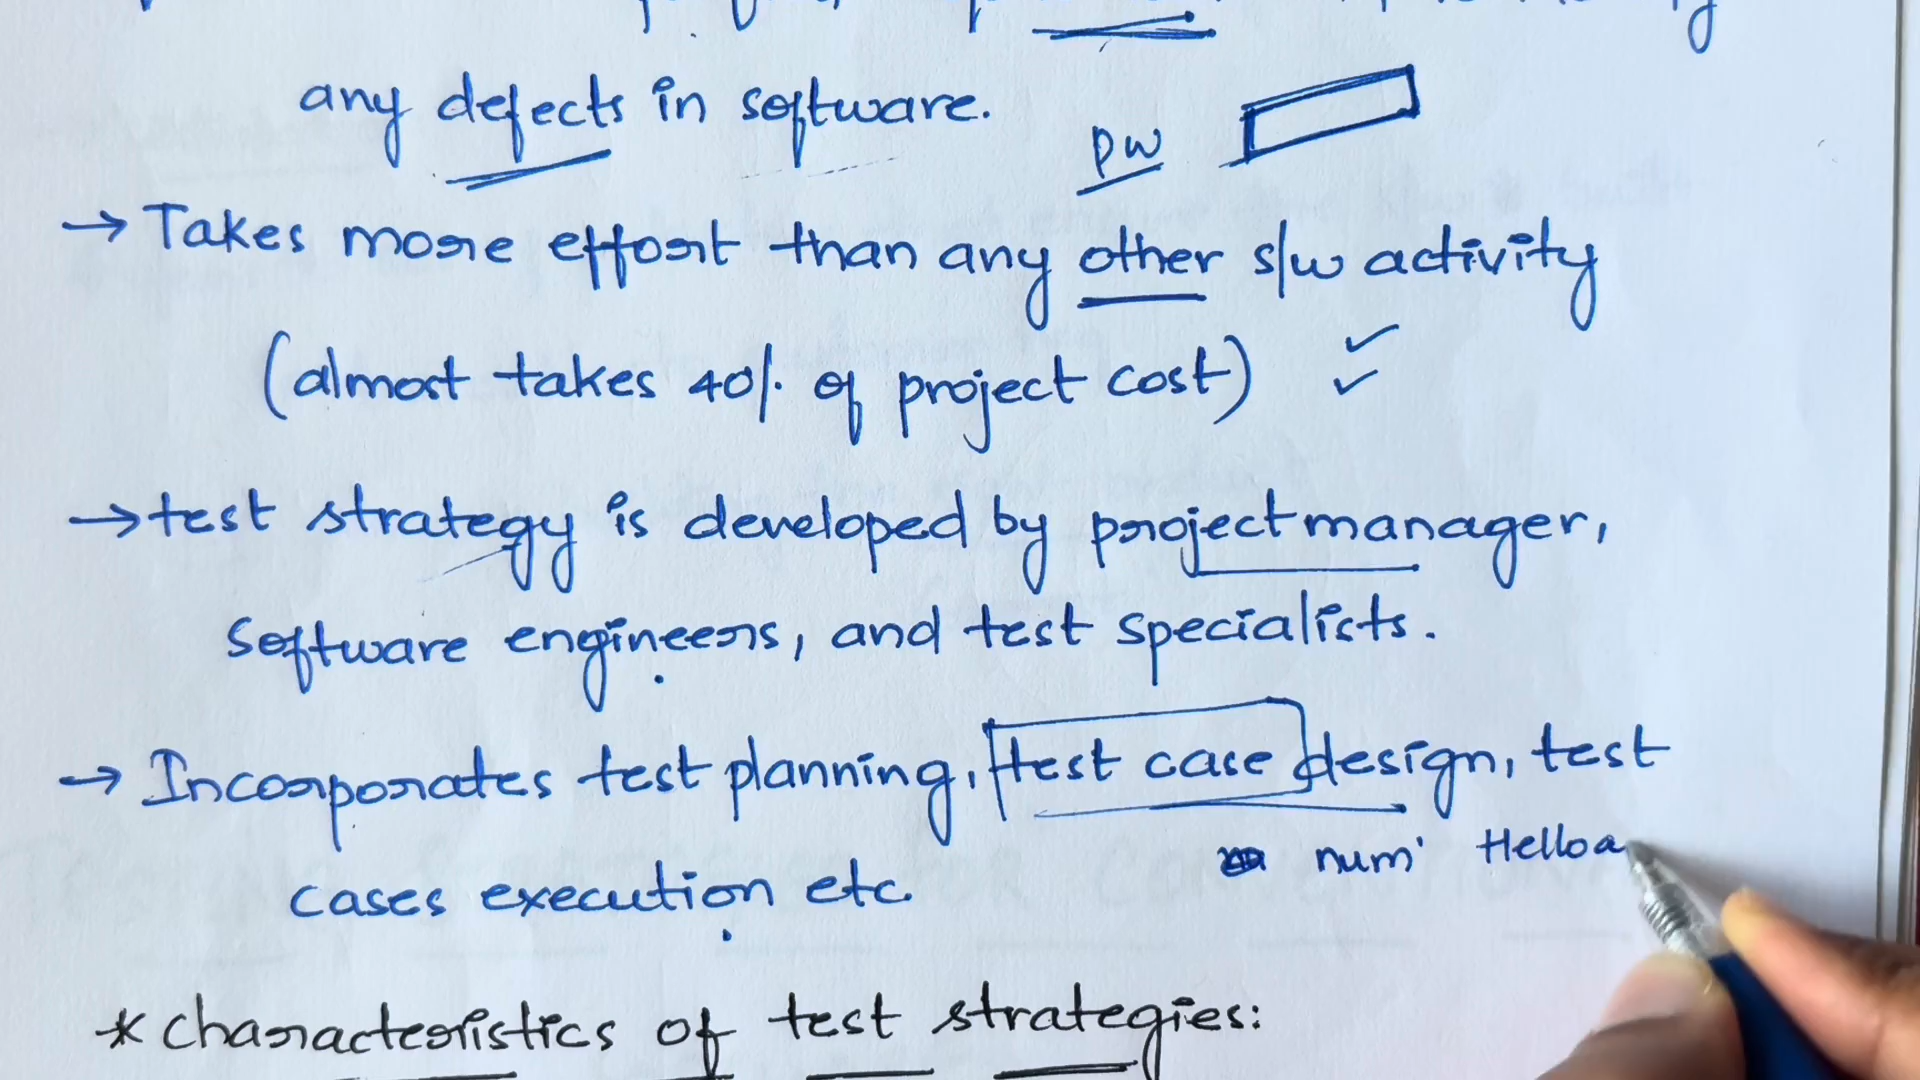 any defects in software.
pw
→ Takes more effort than any other s/w activity
(almost takes 40% of project cost) ✓ ✓
→ test strategy is developed by project manager,
software engineers, and test specialists.
→ Incorporates test planning, test case design, test
num' Helloa
cases execution etc.
* characteristics of test strategies: